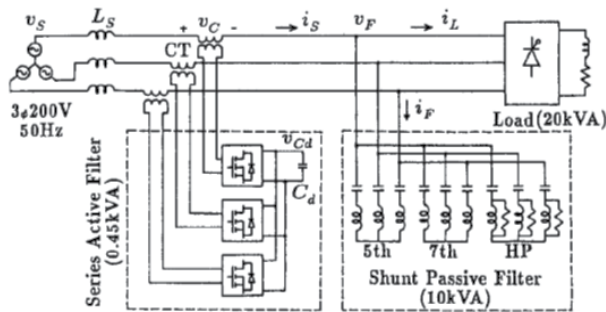 v_S L_S + v_C - i_S v_F i_L
CT
3ϕ200V
50Hz
Load(20kVA)
i_F
v_Cd
C_d
Series Active Filter
(0.45kVA)
5th 7th HP
Shunt Passive Filter
(10kVA)